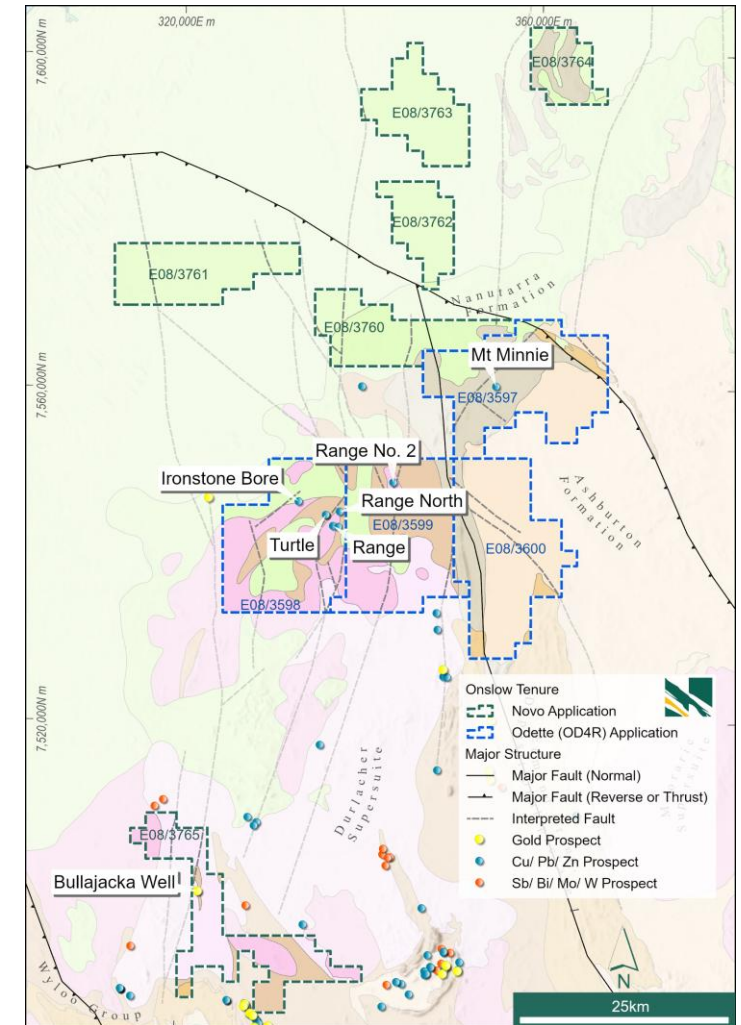 320,000E m
360,000E m
7,600,000N m
E08/3764
E08/3763
E08/3762
E08/3761
Nanutarra
Formation
E08/3760
Mt Minnie
7,560,000N m
E08/3597
Range No. 2
Ironstone Bore
Range North
Ashburton
Formation
E08/3599
Turtle
Range
E08/3600
E08/3598
Onslow Tenure
Novo Application
Odette (OD4R) Application
7,520,000N m
Major Structure
Major Fault (Normal)
Major Fault (Reverse or Thrust)
Interpreted Fault
Durlacher
Supersuite
Gold Prospect
Cu/ Pb/ Zn Prospect
Sb/ Bi/ Mo/ W Prospect
E08/3765
Bullajacka Well
Wyloo Group
N
25km